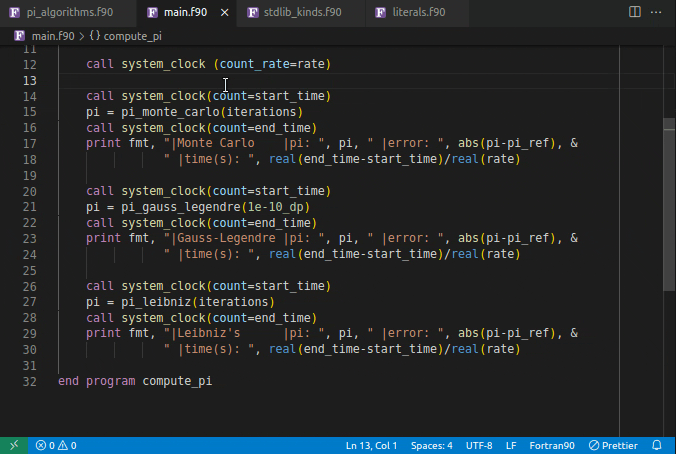 pi_algorithms.f90 main.f90 stdlib_kinds.f90 literals.f90
main.f90 > {} compute_pi
11
12 call system_clock (count_rate=rate)
13
14 call system_clock(count=start_time)
15 pi = pi_monte_carlo(iterations)
16 call system_clock(count=end_time)
17 print fmt, "|Monte Carlo    |pi: ", pi, " |error: ", abs(pi-pi_ref), &
18 " |time(s): ", real(end_time-start_time)/real(rate)
19
20 call system_clock(count=start_time)
21 pi = pi_gauss_legendre(1e-10_dp)
22 call system_clock(count=end_time)
23 print fmt, "|Gauss-Legendre |pi: ", pi, " |error: ", abs(pi-pi_ref), &
24 " |time(s): ", real(end_time-start_time)/real(rate)
25
26 call system_clock(count=start_time)
27 pi = pi_leibniz(iterations)
28 call system_clock(count=end_time)
29 print fmt, "|Leibniz's      |pi: ", pi, " |error: ", abs(pi-pi_ref), &
30 " |time(s): ", real(end_time-start_time)/real(rate)
31
32 end program compute_pi
0 0 Ln 13, Col 1 Spaces: 4 UTF-8 LF Fortran90 Prettier